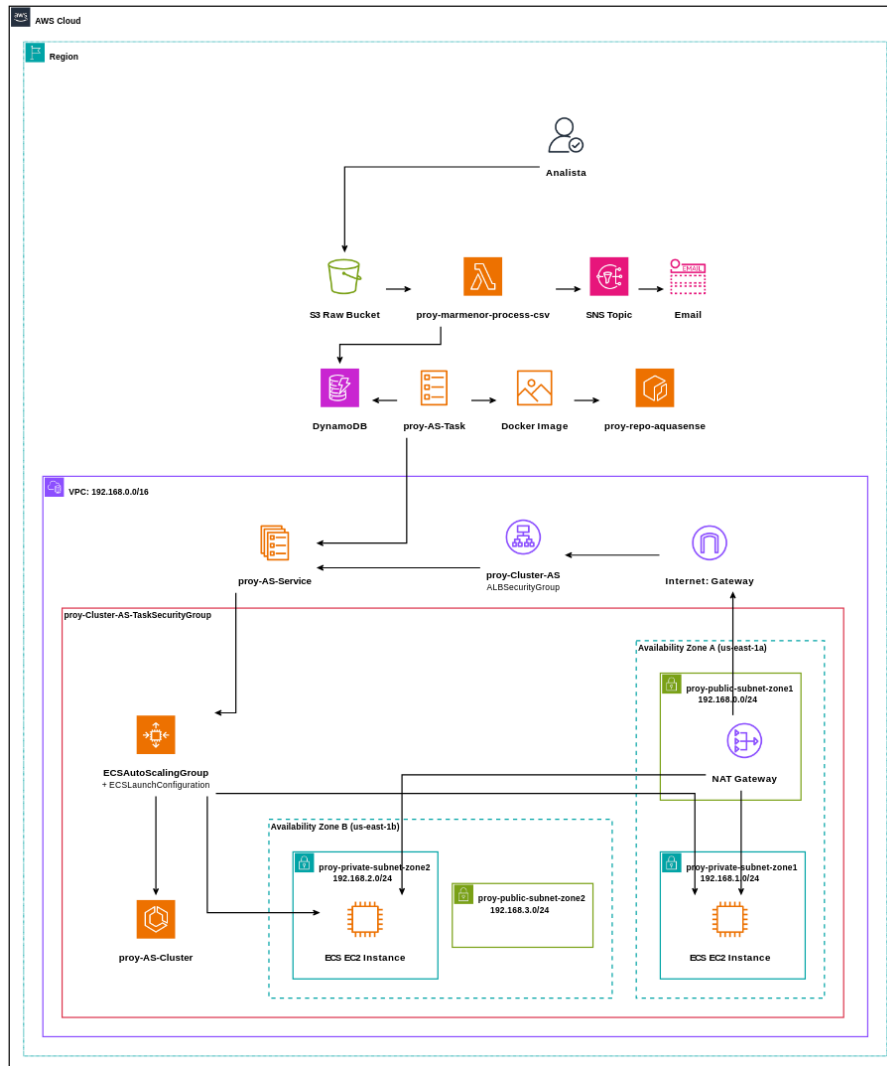 aws
AWS Cloud
Region
Analista
S3 Raw Bucket
proy-marmenor-process-csv
SNS Topic
EMAIL
Email
DynamoDB
proy-AS-Task
Docker Image
proy-repo-aquasense
VPC: 192.168.0.0/16
proy-AS-Service
proy-Cluster-AS
ALBSecurityGroup
Internet: Gateway
proy-Cluster-AS-TaskSecurityGroup
Availability Zone A (us-east-1a)
proy-public-subnet-zone1
192.168.0.0/24
NAT Gateway
ECSAutoScalingGroup
+ ECSLaunchConfiguration
Availability Zone B (us-east-1b)
proy-private-subnet-zone2
192.168.2.0/24
proy-public-subnet-zone2
192.168.3.0/24
proy-private-subnet-zone1
192.168.1.0/24
proy-AS-Cluster
ECS EC2 Instance
ECS EC2 Instance